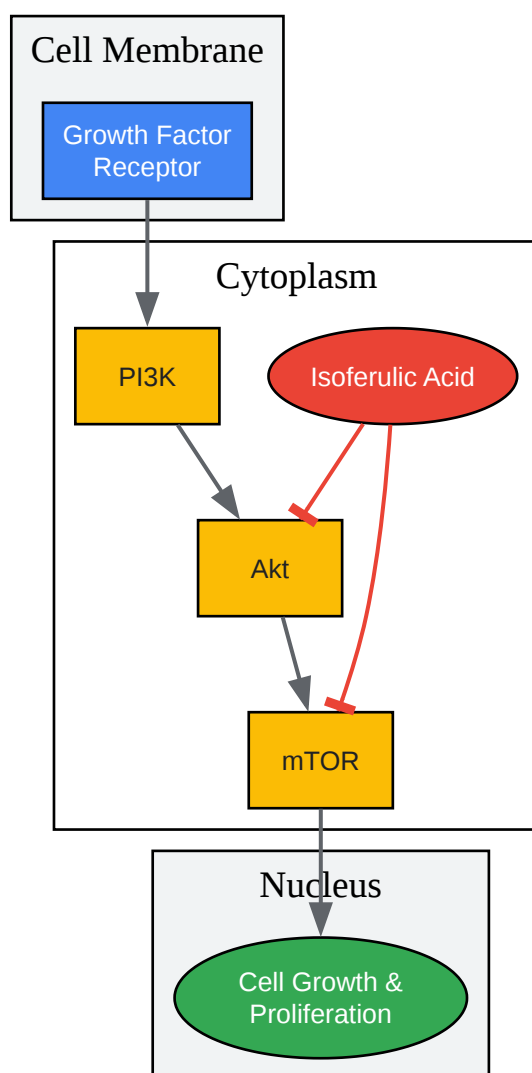 Cell Membrane
Growth Factor
Receptor
Cytoplasm
PI3K
Isoferulic Acid
Akt
mTOR
Nucleus
Cell Growth &
Proliferation